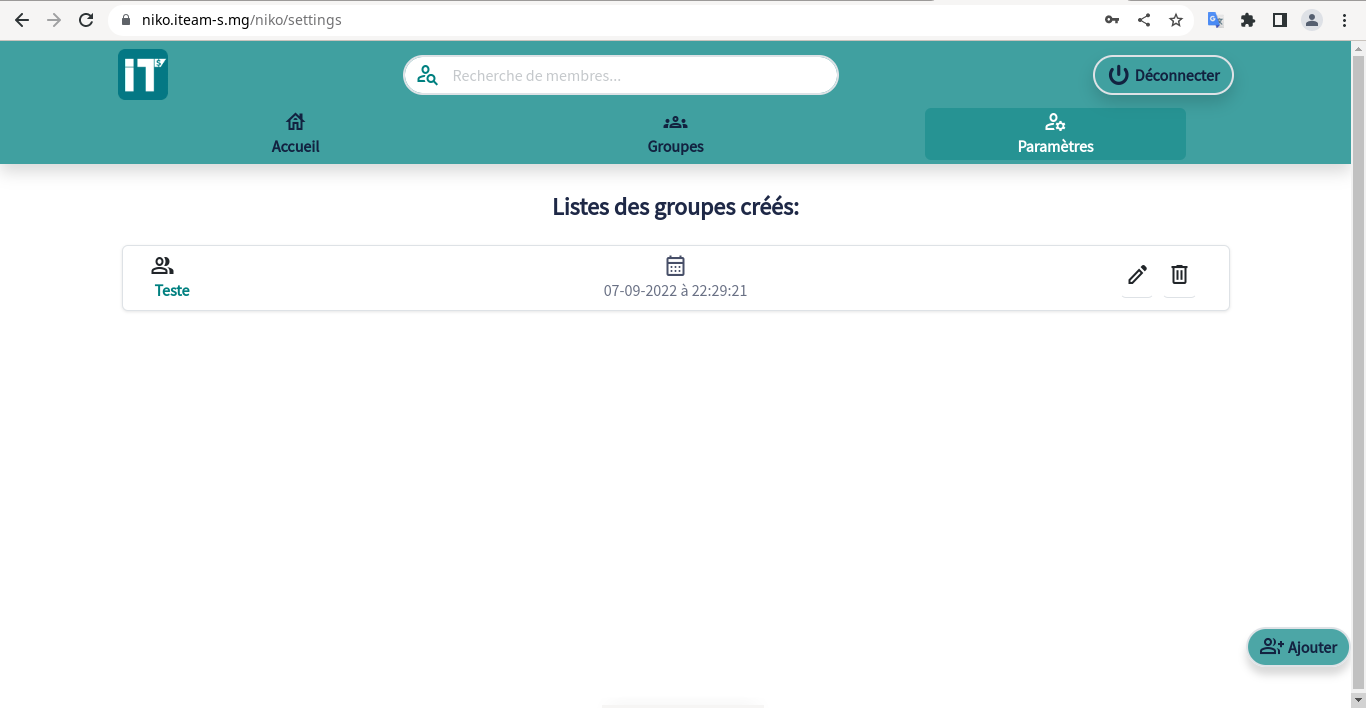 niko.iteam-s.mg/niko/settings
iT$
Recherche de membres...
Déconnecter
Accueil
Groupes
Paramètres
Listes des groupes créés:
Teste
07-09-2022 à 22:29:21
Ajouter